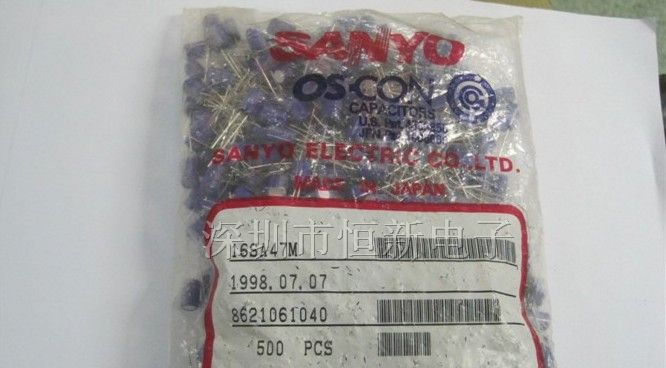 SANYO
OS-CON
CAPACITORS
SANYO ELECTRIC CO., LTD.
MADE IN JAPAN
深圳市恒新电子
16SA47M
1998.07.07
8621061040
500 PCS